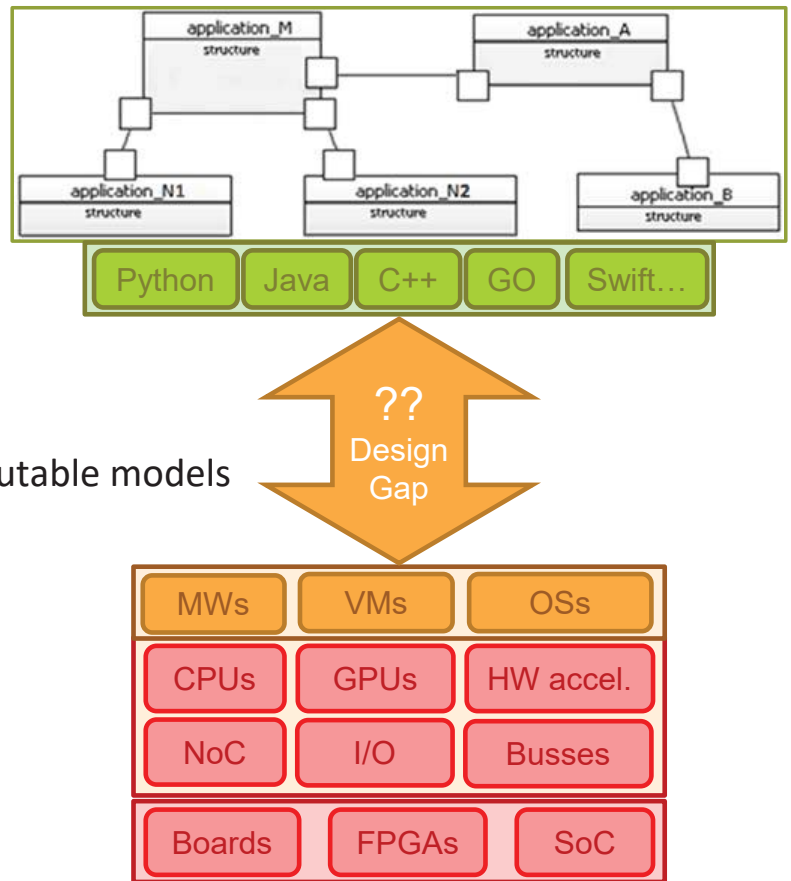 application_M
structure
application_A
structure
application_N1
structure
application_N2
structure
application_B
structure
Python Java C++ GO Swift…
??
Design
Gap
utable models
MWs VMs OSs
CPUs GPUs HW accel.
NoC I/O Busses
Boards FPGAs SoC